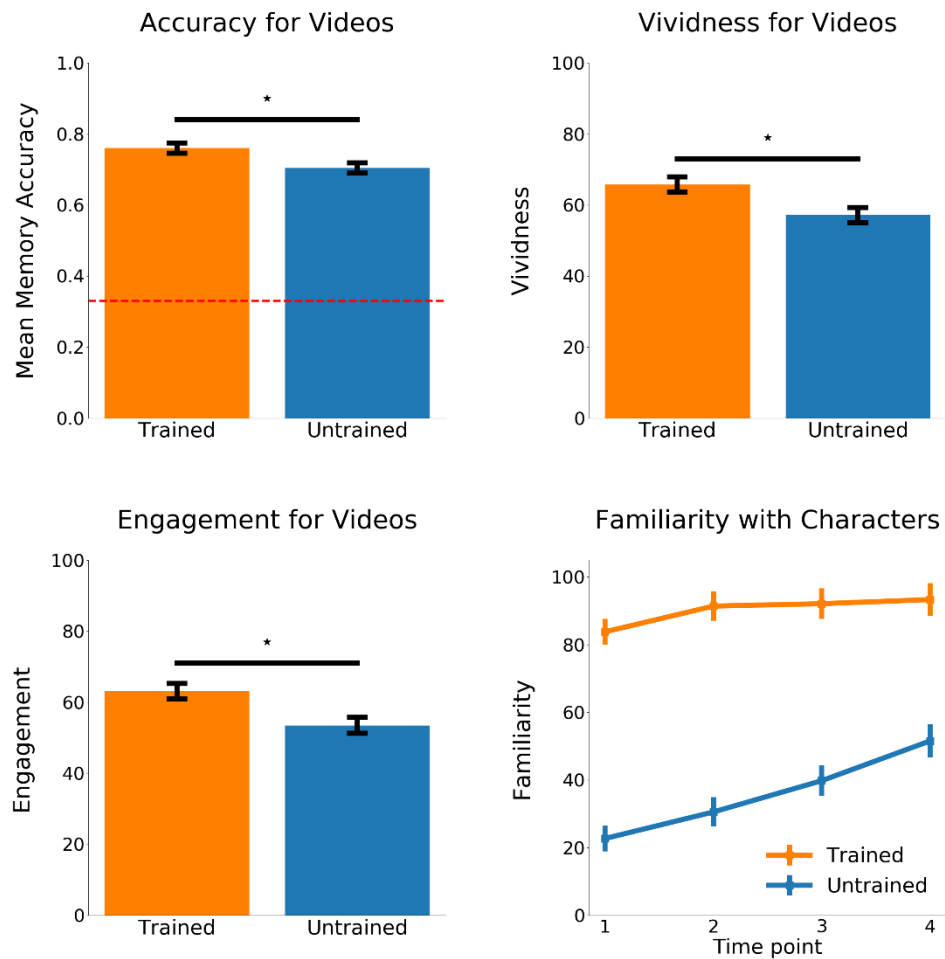 Accuracy for Videos
Mean Memory Accuracy
1.0
0.8
0.6
0.4
0.2
0.0
*
Trained Untrained
Vividness for Videos
Vividness
100
80
60
40
20
0
*
Trained Untrained
Engagement for Videos
Engagement
100
80
60
40
20
0
*
Trained Untrained
Familiarity with Characters
Familiarity
100
80
60
40
20
0
Trained
Untrained
1 2 3 4
Time point